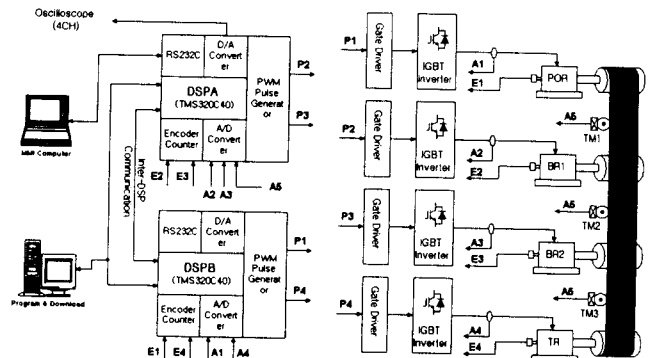 Oscilloscope
(4CH)
RS232C
D/A
Convert
er
PWM
Pulse
Generat
or
DSPA
(TMS320C40)
Encoder
Counter
A/D
Convert
er
P2
P3
E2
E3
A2
A3
A5
MMI Computer
Inter-DSP
Communication
RS232C
D/A
Convert
er
PWM
Pulse
Generat
or
DSPB
(TMS320C40)
Encoder
Counter
A/D
Convert
er
P1
P4
E1
E4
A1
A4
Program & Download
P1
Gate Driver
IGBT
Inverter
A1
E1
POR
A5
TM1
P2
Gate Driver
IGBT
Inverter
A2
E2
BR1
A5
TM2
P3
Gate Driver
IGBT
Inverter
A3
E3
BR2
A5
TM3
P4
Gate Driver
IGBT
Inverter
A4
E4
TR